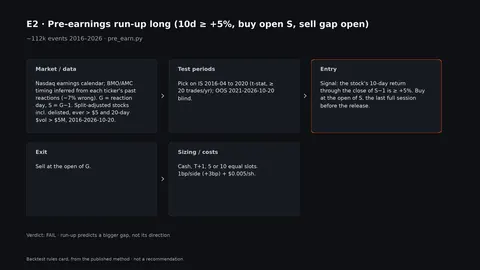 E2 · Pre-earnings run-up long (10d ≥ +5%, buy open S, sell gap open)
~112k events 2016–2026 · pre_earn.py
Market / data
Nasdaq earnings calendar; BMO/AMC
timing inferred from each ticker's past
reactions (~7% wrong). G = reaction
day, S = G−1. Split-adjusted stocks
incl. delisted, ever > $5 and 20-day
$vol > $5M, 2016-2026-10-20.
›
Test periods
Pick on IS 2016-04 to 2020 (t-stat, ≥
20 trades/yr); OOS 2021-2026-10-20
blind.
›
Entry
Signal: the stock's 10-day return
through the close of S−1 is ≥ +5%. Buy
at the open of S, the last full session
before the release.
Exit
Sell at the open of G.
›
Sizing / costs
Cash, T+1, 5 or 10 equal slots.
1bp/side (+3bp) + $0.005/sh.
Verdict: FAIL · run-up predicts a bigger gap, not its direction
Backtest rules card, from the published method · not a recommendation.